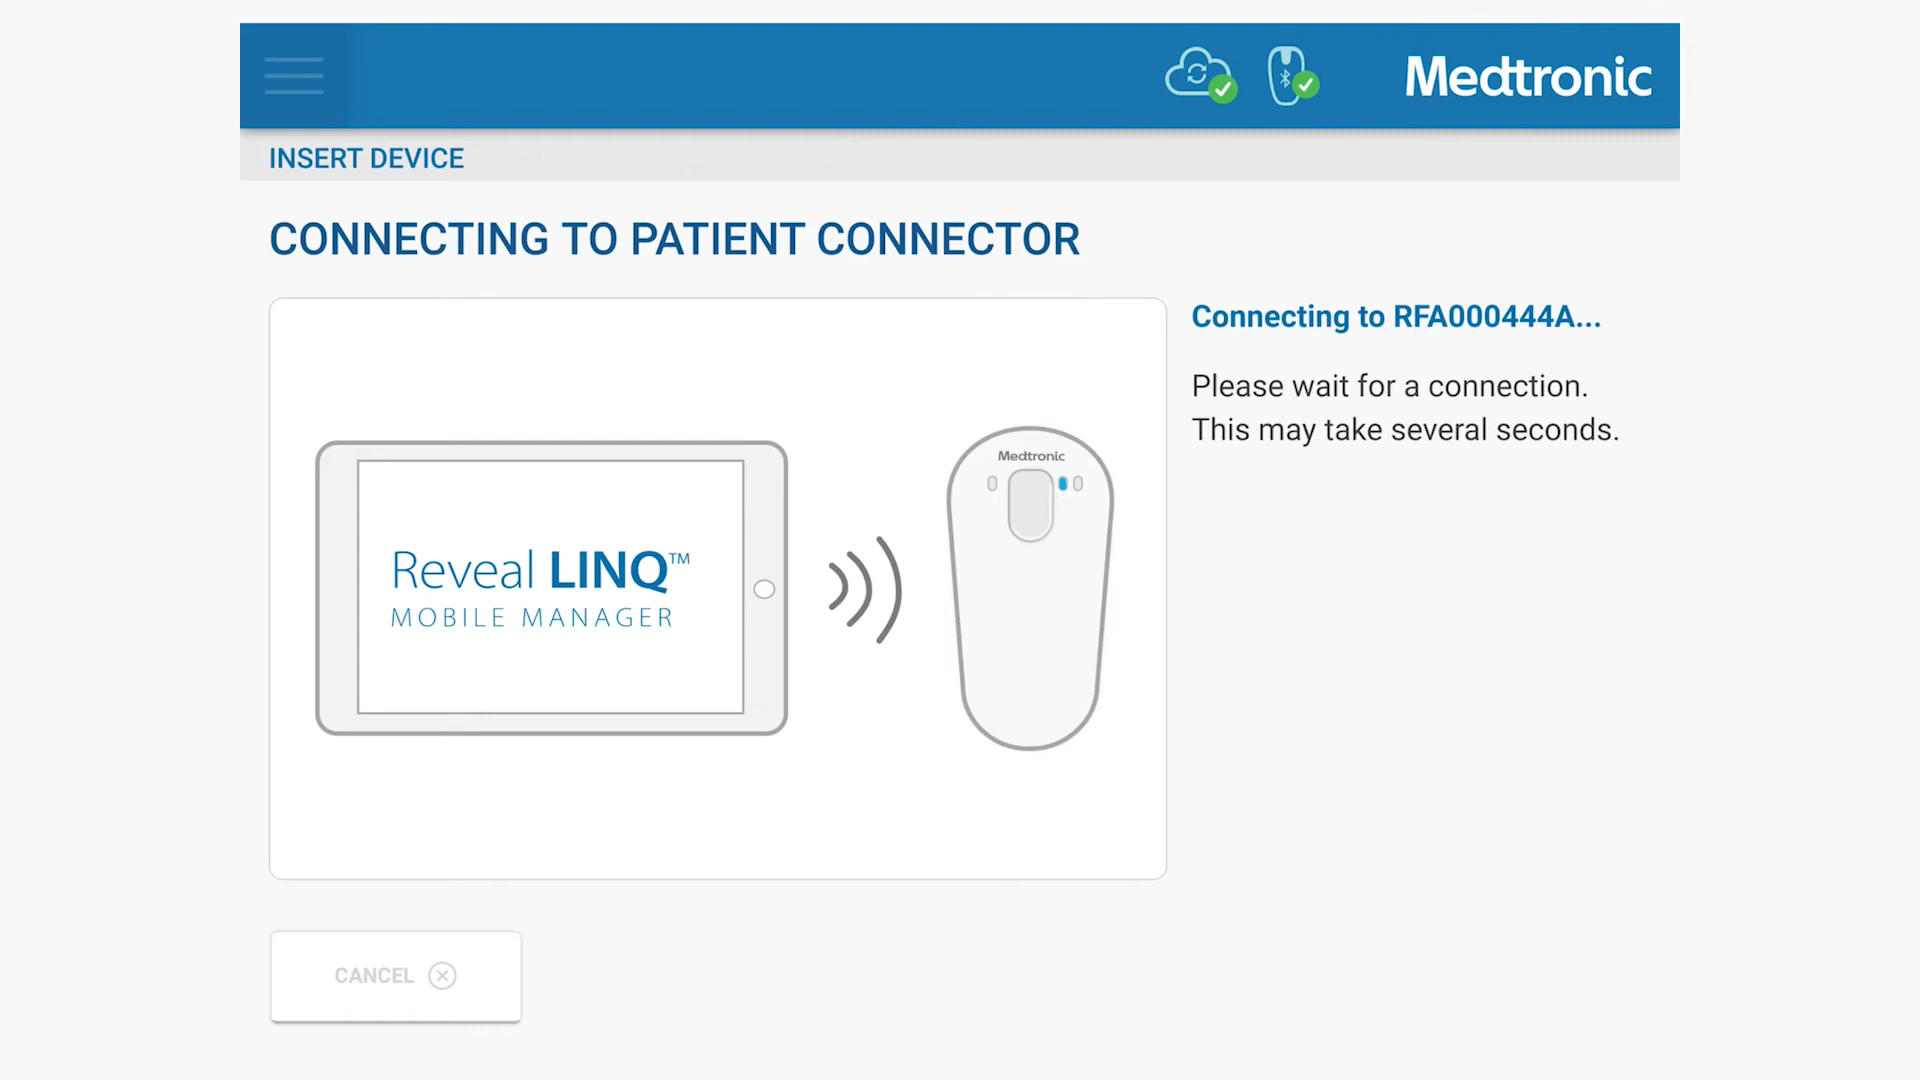 Medtronic
INSERT DEVICE
CONNECTING TO PATIENT CONNECTOR
Connecting to RFA000444A...
Please wait for a connection.
This may take several seconds.
Medtronic
Reveal LINQ™
MOBILE MANAGER
CANCEL